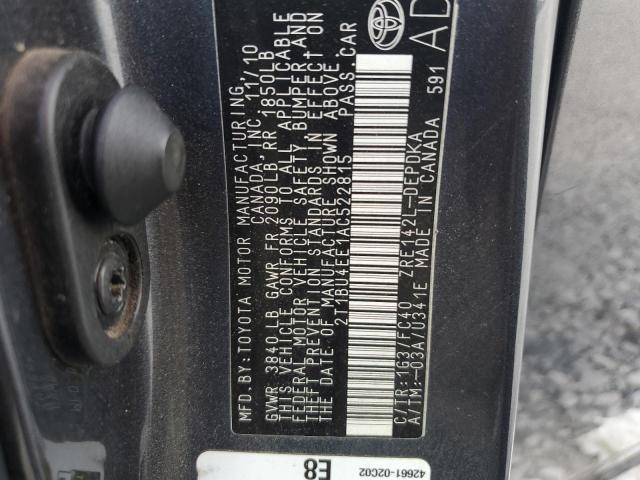 MFD.BY:TOYOTA MOTOR MANUFACTURING,
CANADA, INC. 11/10
GVWR 3840LB GAWR FR 2090LB RR 1850LB
THIS VEHICLE CONFORMS TO ALL APPLICABLE
FEDERAL MOTOR VEHICLE SAFETY, BUMPER, AND
THEFT PREVENTION STANDARDS IN EFFECT ON
THE DATE OF MANUFACTURE SHOWN ABOVE.
2T1BU4EE1AC522815 PASS.CAR
C/TR:1G3/FC40 ZRE142L-DEPDKA
A/TM:-03A/U341E MADE IN CANADA 591
AD
42661-02C02
E8